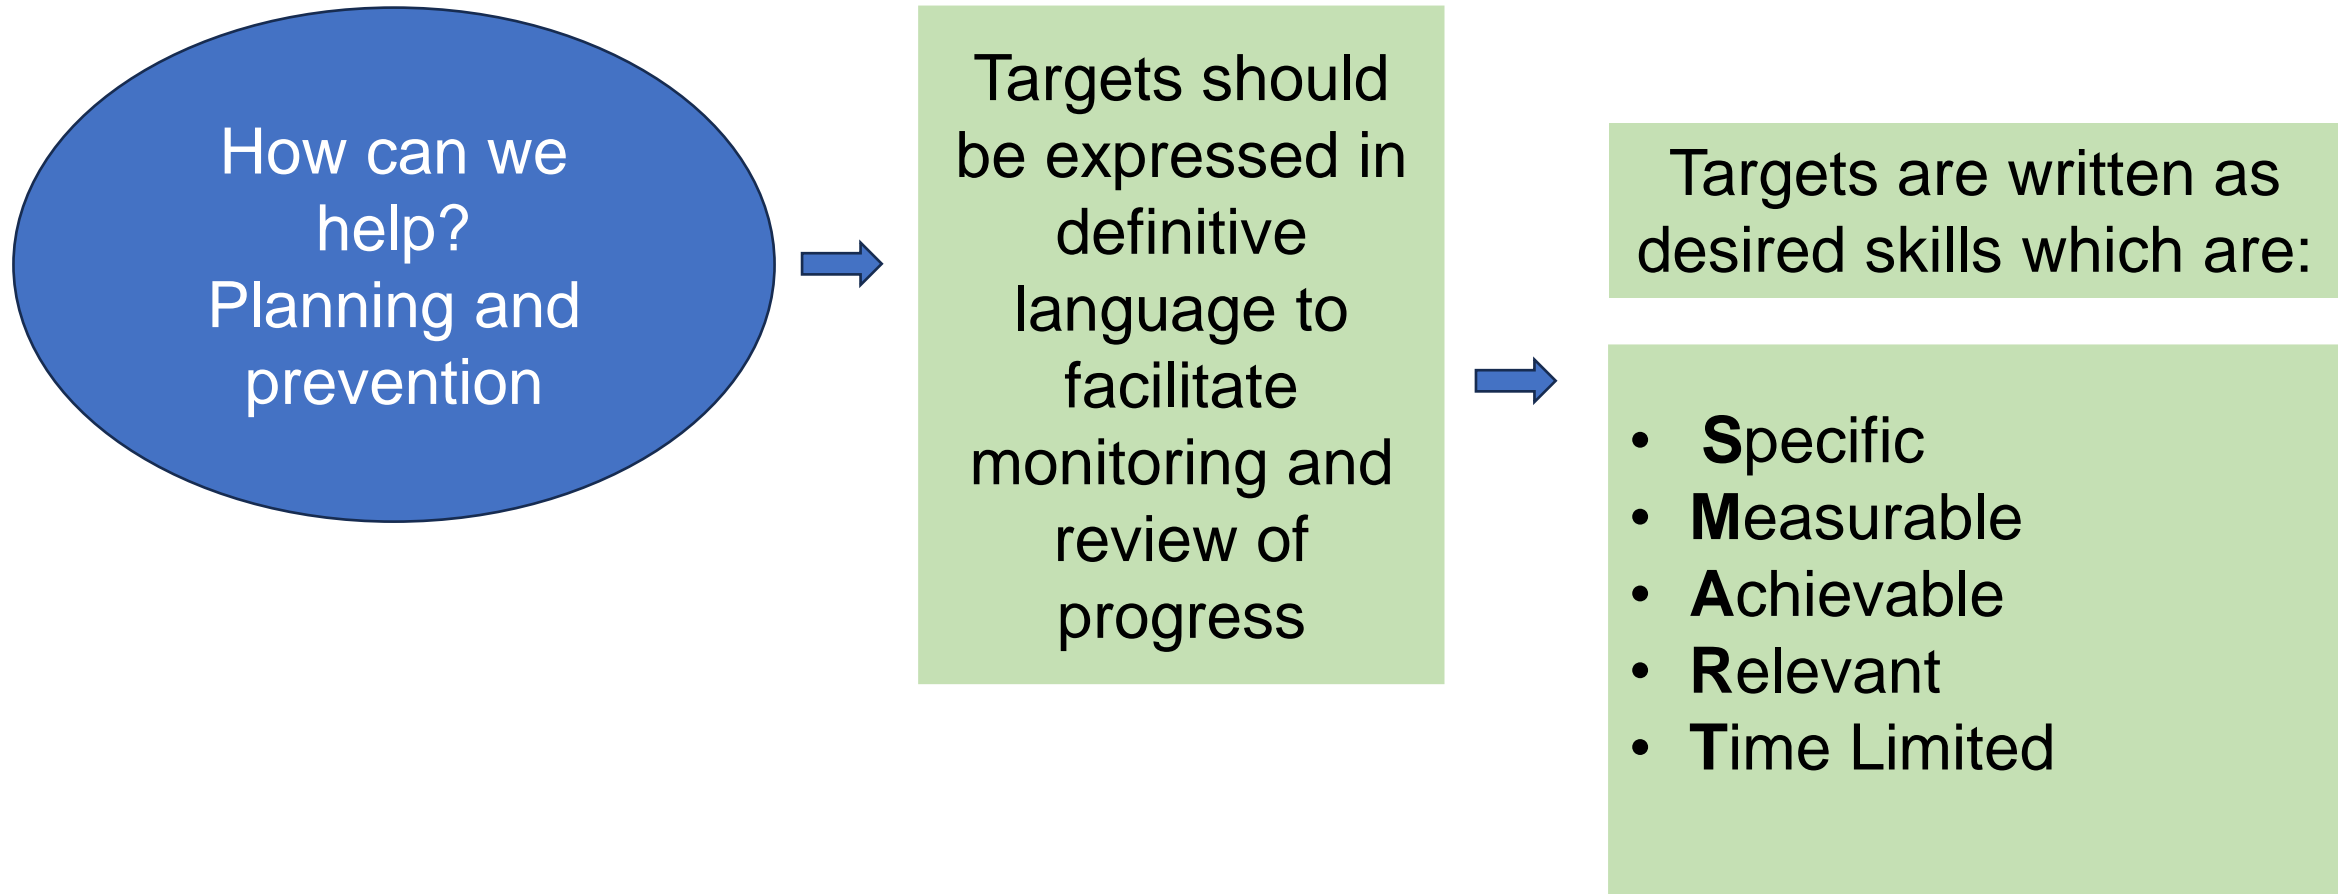 How can we
help?
Planning and
prevention
Targets should
be expressed in
definitive
language to
facilitate
monitoring and
review of
progress
Targets are written as
desired skills which are:
• Specific
• Measurable
• Achievable
• Relevant
• Time Limited